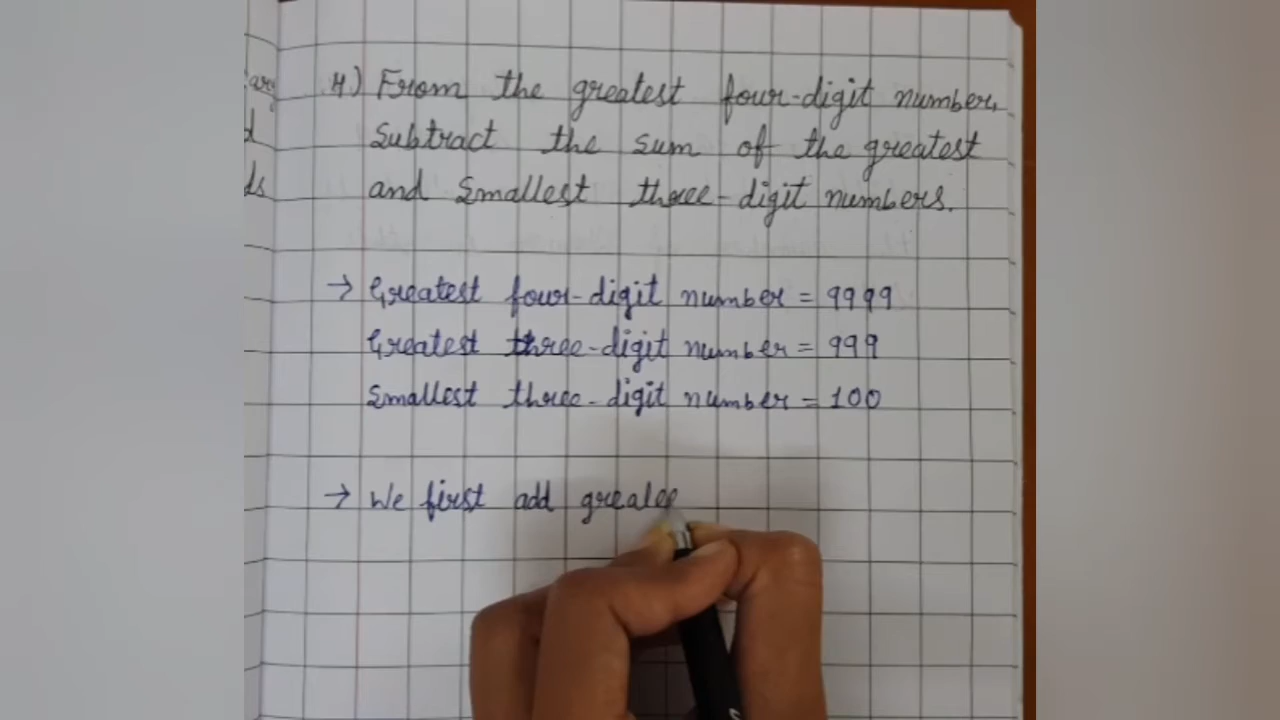 4) From the greatest four-digit number,
Subtract the sum of the greatest
and Smallest three-digit numbers.
→ Greatest four-digit number = 9999
Greatest three-digit number = 999
Smallest three-digit number = 100
→ We first add